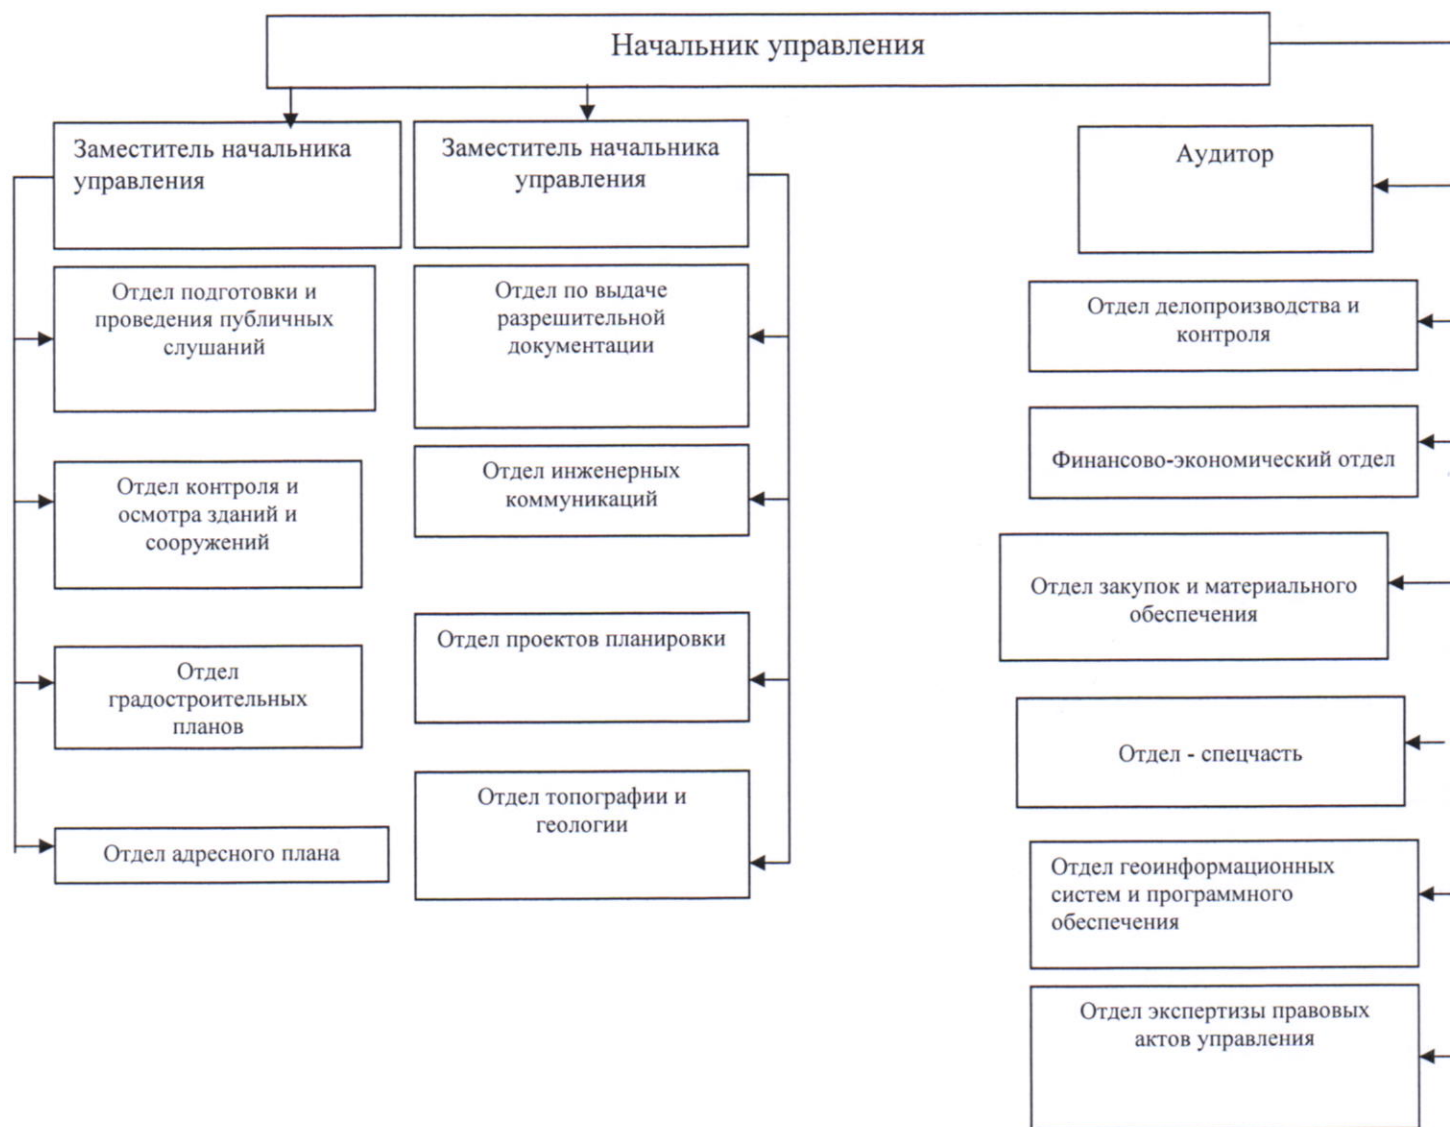 Начальник управления
Заместитель начальника
управления
Заместитель начальника
управления
Аудитор
Отдел подготовки и
проведения публичных
слушаний
Отдел по выдаче
разрешительной
документации
Отдел делопроизводства и
контроля
Финансово-экономический отдел
Отдел контроля и
осмотра зданий и
сооружений
Отдел инженерных
коммуникаций
Отдел закупок и материального
обеспечения
Отдел проектов планировки
Отдел
градостроительных
планов
Отдел - спецчасть
Отдел топографии и
геологии
Отдел адресного плана
Отдел геоинформационных
систем и программного
обеспечения
Отдел экспертизы правовых
актов управления